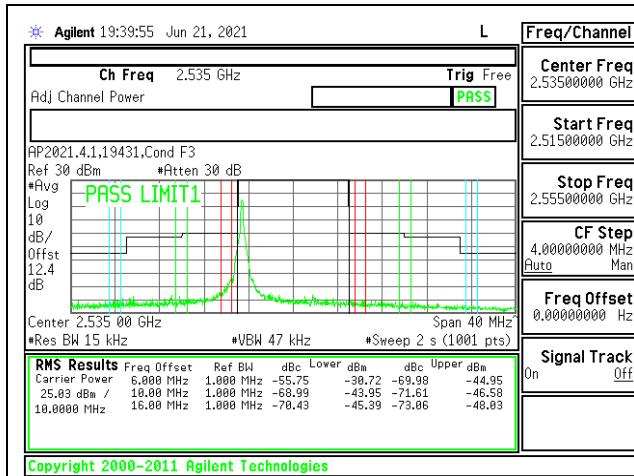 Agilent 19:39:55 Jun 21, 2021 L
Freq/Channel
Ch Freq 2.535 GHz Trig Free
Adj Channel Power PASS
Center Freq
2.53500000 GHz
Start Freq
2.51500000 GHz
Stop Freq
2.55500000 GHz
CF Step
4.00000000 MHz
Auto Man
Freq Offset
0.00000000 Hz
Signal Track
On Off
AP2021.4.1,19431,Cond F3
Ref 30 dBm #Atten 30 dB
#Avg
Log
10
dB/
Offst
12.4
dB
PASS LIMIT1
Center 2.535 00 GHz Span 40 MHz^
#Res BW 15 kHz #VBW 47 kHz #Sweep 2 s (1001 pts)
RMS Results Freq Offset Ref BW dBc Lower dBm dBc Upper dBm
Carrier Power 6.000 MHz 1.000 MHz -55.75 -30.72 -69.98 -44.95
25.03 dBm / 10.00 MHz 1.000 MHz -68.99 -43.95 -71.61 -46.58
10.0000 MHz 16.00 MHz 1.000 MHz -70.43 -45.39 -73.06 -48.03
Copyright 2000-2011 Agilent Technologies